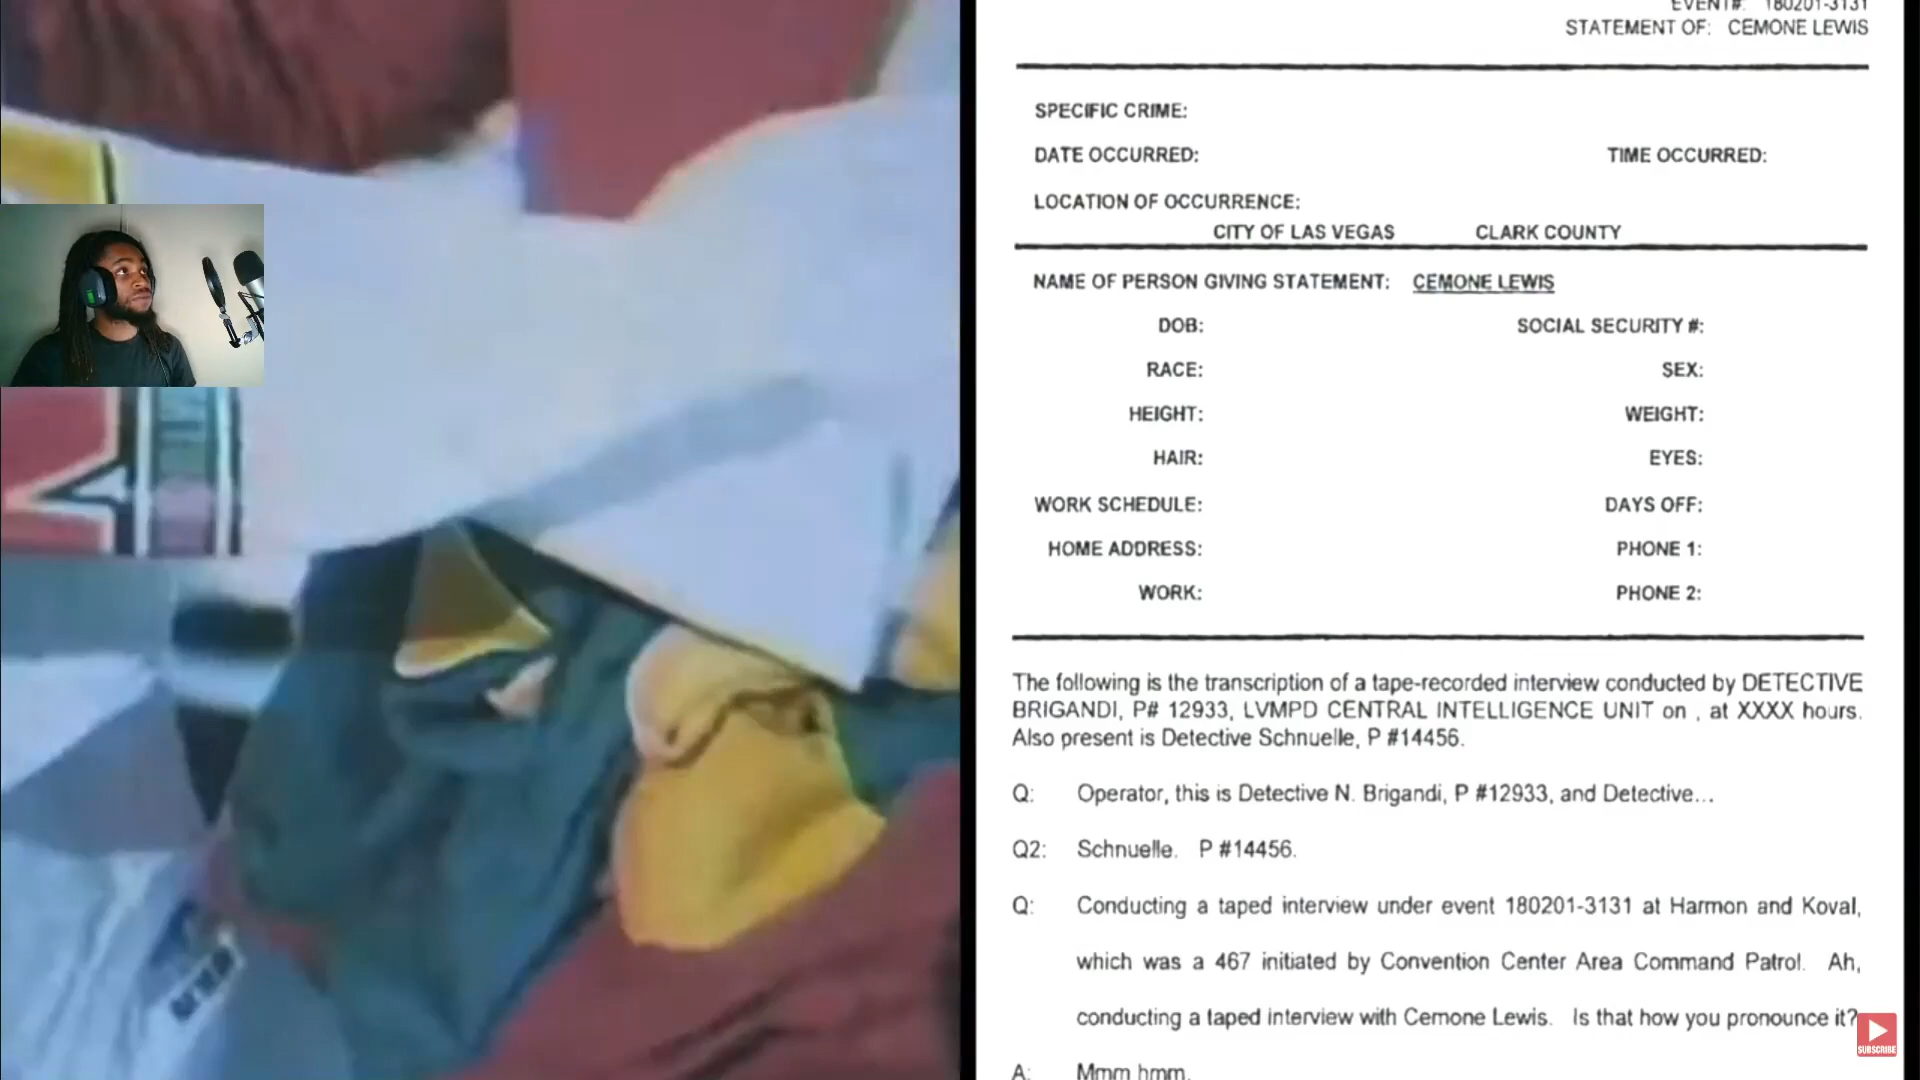 EVENT#: 180201-3131
STATEMENT OF: CEMONE LEWIS
SPECIFIC CRIME:
DATE OCCURRED: TIME OCCURRED:
LOCATION OF OCCURRENCE:
CITY OF LAS VEGAS CLARK COUNTY
NAME OF PERSON GIVING STATEMENT: CEMONE LEWIS
DOB: SOCIAL SECURITY #:
RACE: SEX:
HEIGHT: WEIGHT:
HAIR: EYES:
WORK SCHEDULE: DAYS OFF:
HOME ADDRESS: PHONE 1:
WORK: PHONE 2:
The following is the transcription of a tape-recorded interview conducted by DETECTIVE
BRIGANDI, P# 12933, LVMPD CENTRAL INTELLIGENCE UNIT on , at XXXX hours.
Also present is Detective Schnuelle, P #14456.
Q: Operator, this is Detective N. Brigandi, P #12933, and Detective...
Q2: Schnuelle. P #14456.
Q: Conducting a taped interview under event 180201-3131 at Harmon and Koval,
which was a 467 initiated by Convention Center Area Command Patrol. Ah,
conducting a taped interview with Cemone Lewis. Is that how you pronounce it?
A: Mmm hmm.
SUBSCRIBE